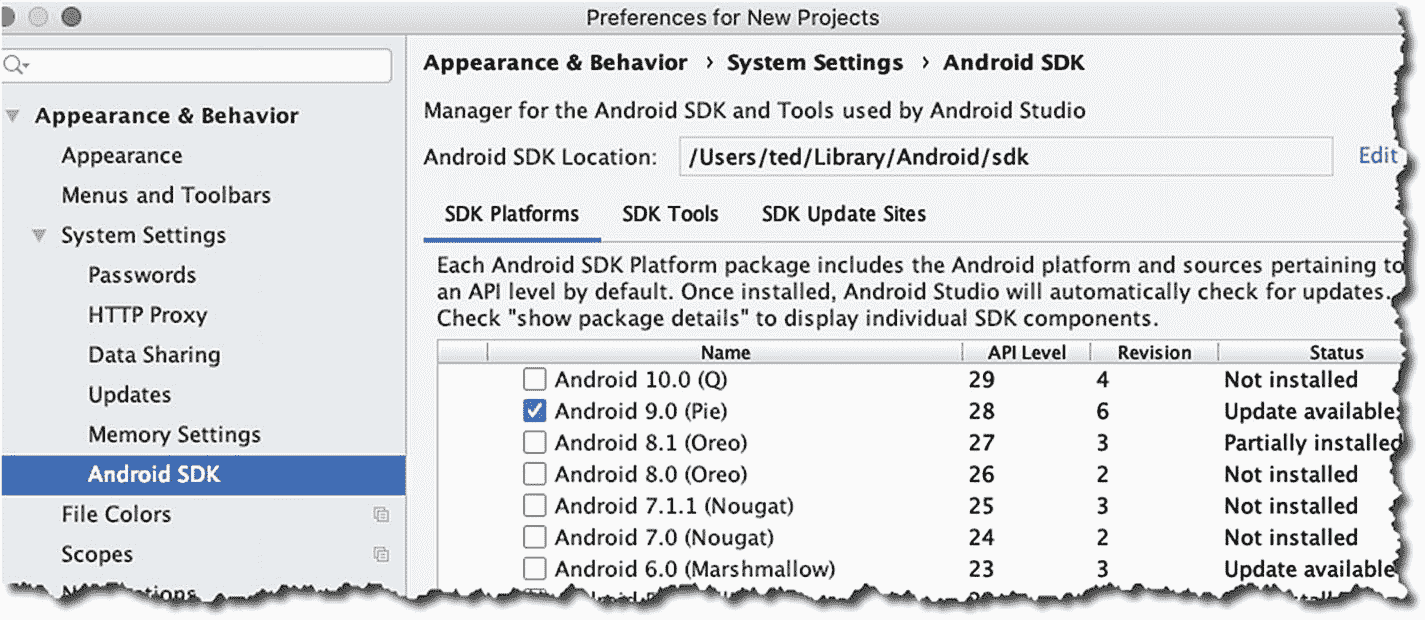 Preferences for New Projects
Appearance & Behavior
Appearance
Menus and Toolbars
System Settings
Passwords
HTTP Proxy
Data Sharing
Updates
Memory Settings
Android SDK
File Colors
Scopes
Appearance & Behavior › System Settings › Android SDK
Manager for the Android SDK and Tools used by Android Studio
Android SDK Location: /Users/ted/Library/Android/sdk Edit
SDK Platforms SDK Tools SDK Update Sites
Each Android SDK Platform package includes the Android platform and sources pertaining to
an API level by default. Once installed, Android Studio will automatically check for updates.
Check "show package details" to display individual SDK components.
Name API Level Revision Status
Android 10.0 (Q) 29 4 Not installed
Android 9.0 (Pie) 28 6 Update available
Android 8.1 (Oreo) 27 3 Partially installed
Android 8.0 (Oreo) 26 2 Not installed
Android 7.1.1 (Nougat) 25 3 Not installed
Android 7.0 (Nougat) 24 2 Not installed
Android 6.0 (Marshmallow) 23 3 Update available